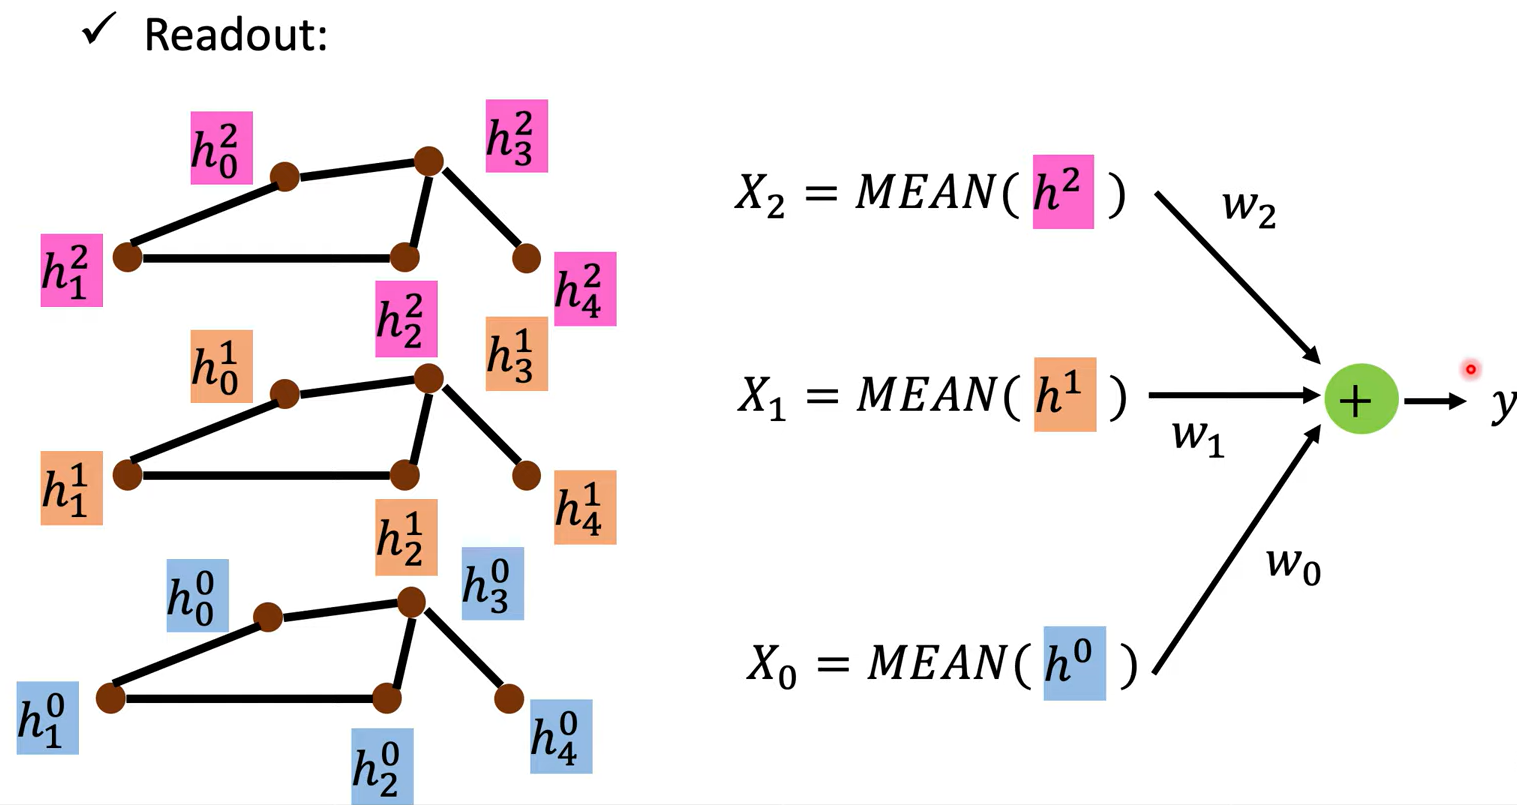 ✓ Readout:
h_0^2
h_3^2
h_1^2
h_2^2
h_4^2
h_0^1
h_3^1
h_1^1
h_2^1
h_4^1
h_0^0
h_3^0
h_1^0
h_2^0
h_4^0
X_2 = MEAN( h^2 )
w_2
X_1 = MEAN( h^1 )
w_1
+
y
w_0
X_0 = MEAN( h^0 )